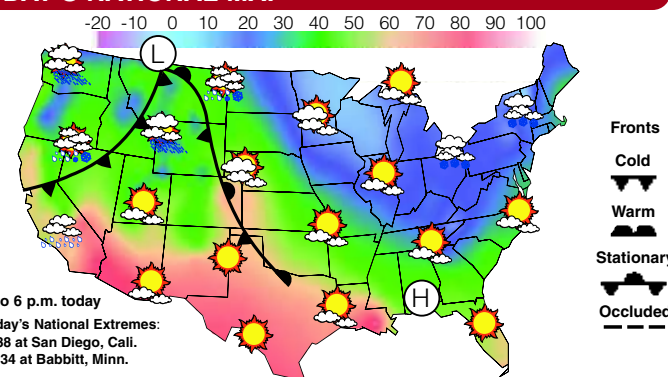 -20 -10 0 10 20 30 40 50 60 70 80 90 100
L
H
Fronts
Cold
Warm
Stationary
Occluded
o 6 p.m. today
day's National Extremes:
88 at San Diego, Cali.
34 at Babbitt, Minn.